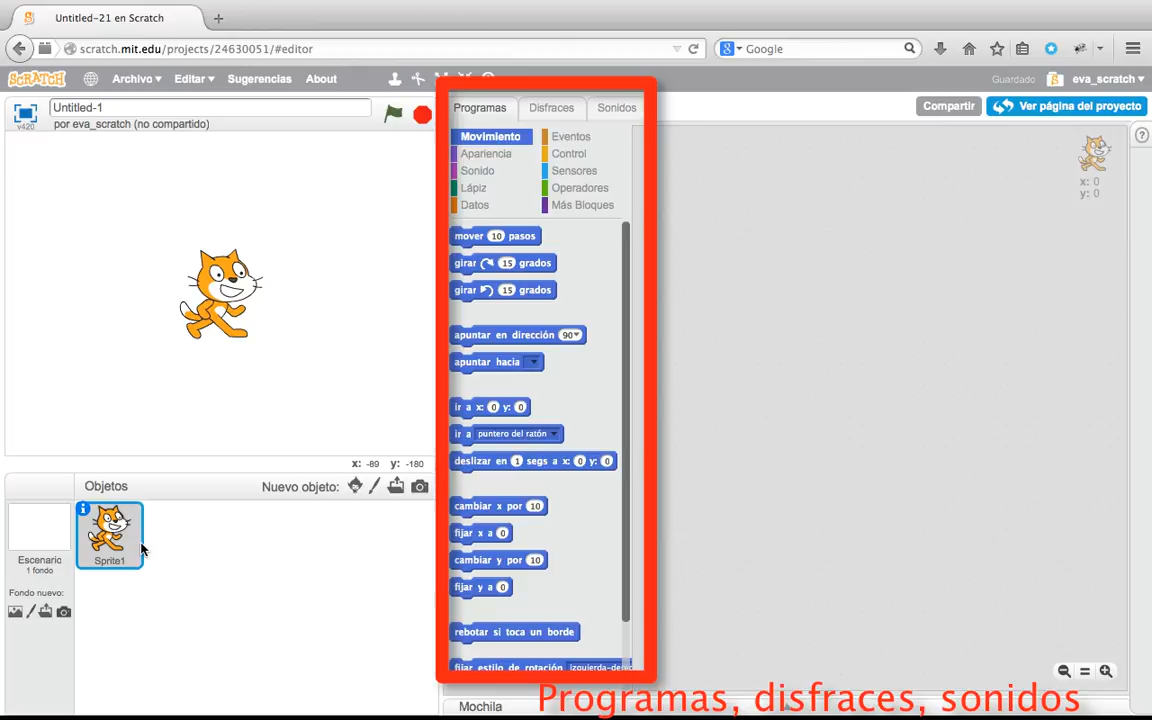 Untitled-21 en Scratch
scratch.mit.edu/projects/24630051/#editor
Google
SCRATCH
Archivo
Editar
Sugerencias
About
Guardado
eva_scratch
v420
Untitled-1
por eva_scratch (no compartido)
Programas
Disfraces
Sonidos
Compartir
Ver página del proyecto
Movimiento
Eventos
Apariencia
Control
Sonido
Sensores
Lápiz
Operadores
Datos
Más Bloques
mover 10 pasos
girar 15 grados
girar 15 grados
apuntar en dirección 90
apuntar hacia
ir a x: 0 y: 0
ir a puntero del ratón
deslizar en 1 segs a x: 0 y: 0
cambiar x por 10
fijar x a 0
cambiar y por 10
fijar y a 0
rebotar si toca un borde
fijar estilo de rotación
x: 0
y: 0
x: -89 y: -180
Objetos
Nuevo objeto:
Sprite1
Escenario
1 fondo
Fondo nuevo:
Mochila
Programas, disfraces, sonidos